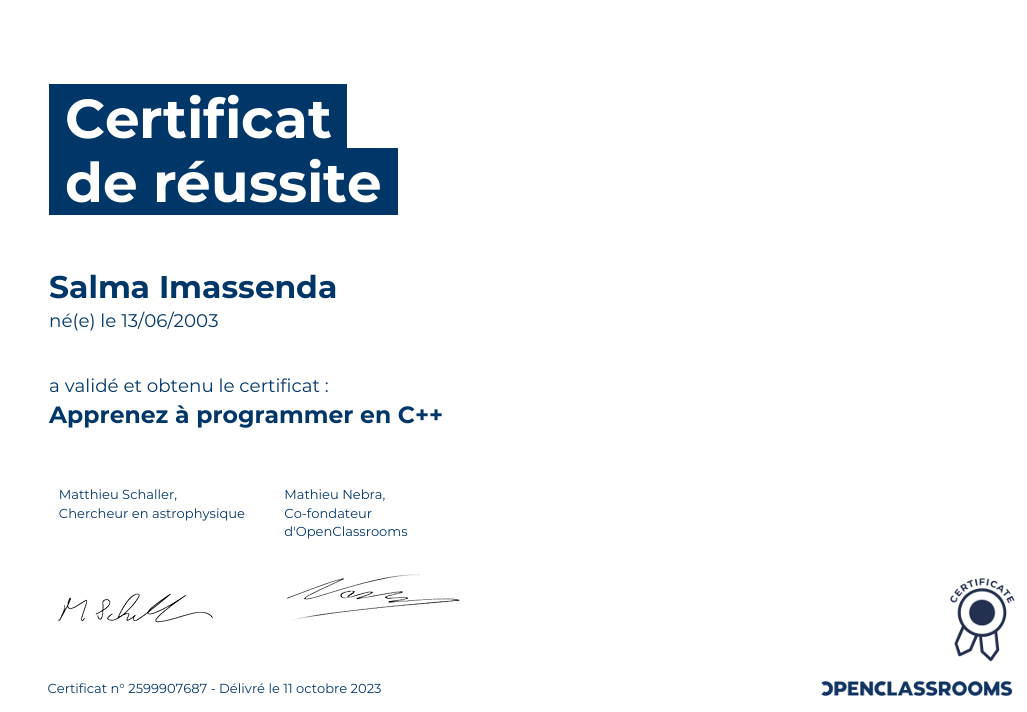 Certificat
de réussite
Salma Imassenda
né(e) le 13/06/2003
a validé et obtenu le certificat :
Apprenez à programmer en C++
Matthieu Schaller,
Chercheur en astrophysique
Mathieu Nebra,
Co-fondateur
d'OpenClassrooms
M Schaller
CERTIFICATE
Certificat n° 2599907687 - Délivré le 11 octobre 2023
OPENCLASSROOMS